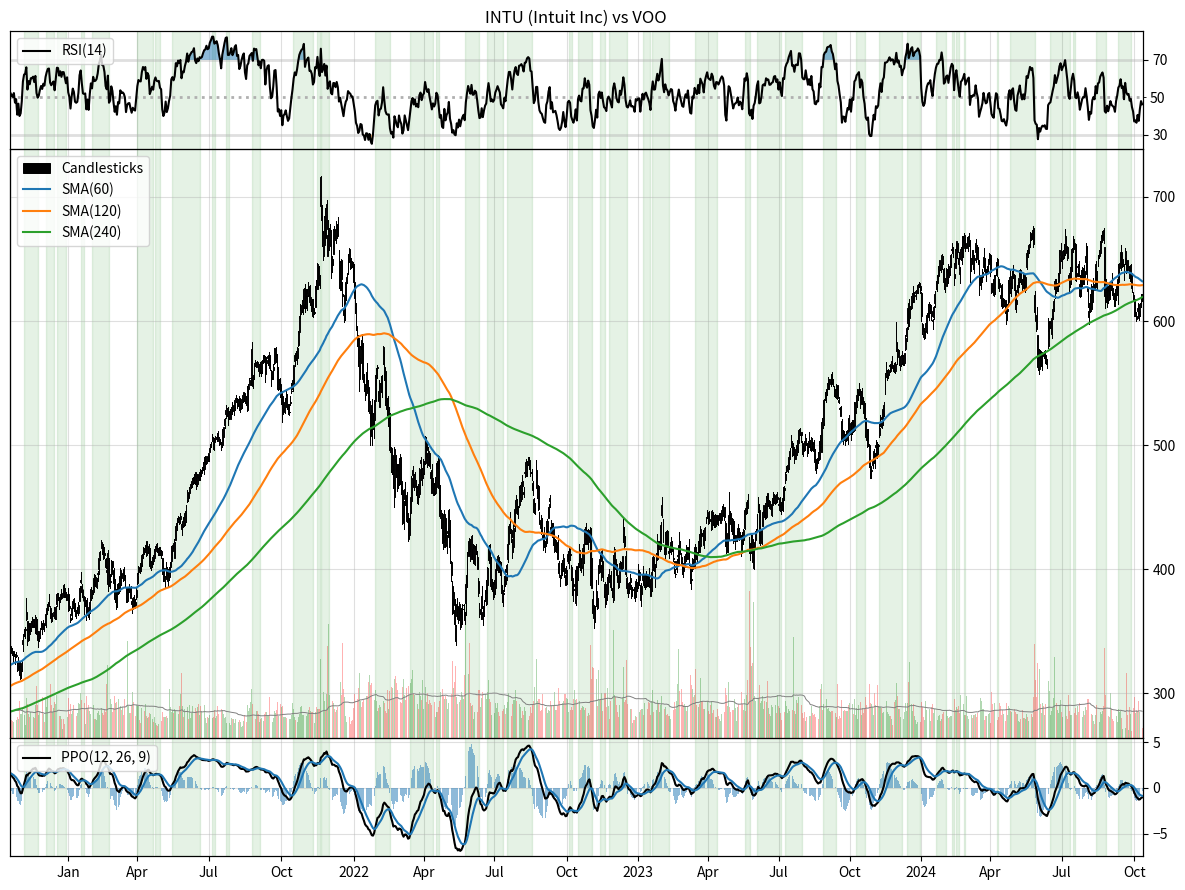 INTU (Intuit Inc) vs VOO
RSI(14)
70
50
30
Candlesticks
SMA(60)
SMA(120)
SMA(240)
700
600
500
400
300
PPO(12, 26, 9)
5
0
−5
Jan Apr Jul Oct 2022 Apr Jul Oct 2023 Apr Jul Oct 2024 Apr Jul Oct